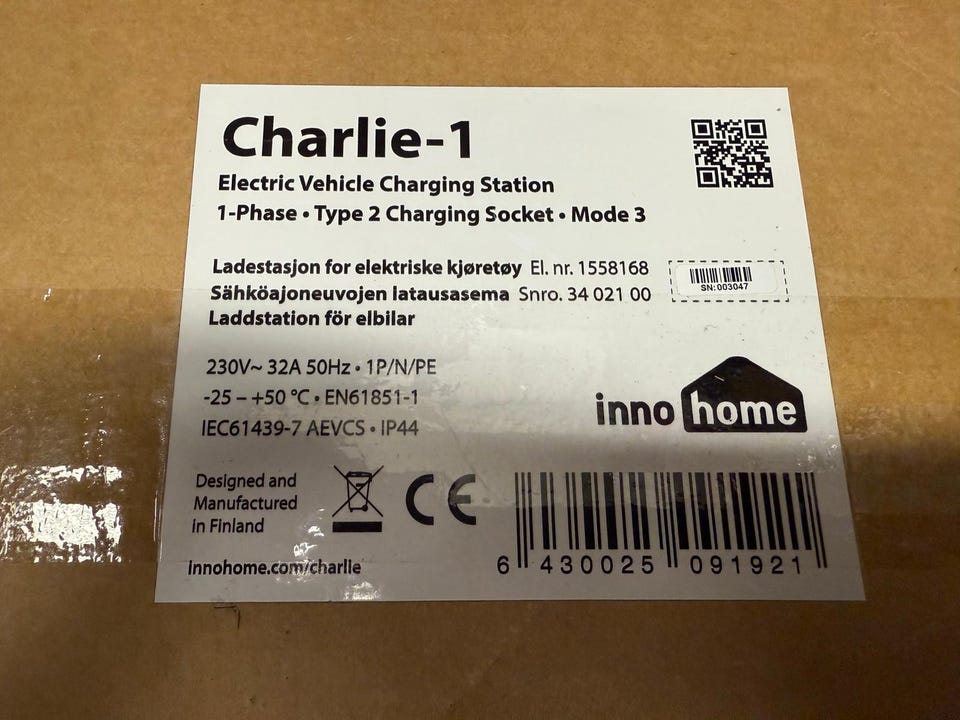 Charlie-1
Electric Vehicle Charging Station
1-Phase • Type 2 Charging Socket • Mode 3
Ladestasjon for elektriske kjøretøy El. nr. 1558168
Sähköajoneuvojen latausasema Snro. 34 021 00
Laddstation för elbilar
SN: 003047
230V~ 32A 50Hz • 1P/N/PE
-25 – +50 °C • EN61851-1
IEC61439-7 AEVCS • IP44
inno home
Designed and
Manufactured
in Finland
CE
innohome.com/charlie
6 430025 091921